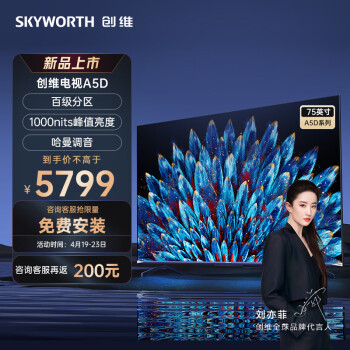 SKYWORTH 创维
新品上市
创维电视A5D
百级分区
1000nits峰值亮度
哈曼调音
到手价不高于
¥5799
咨询客服抢限量
免费安装
活动时间：4月19-23日
咨询客服再返 200元
75英寸
A5D系列
刘亦菲
创维全球品牌代言人